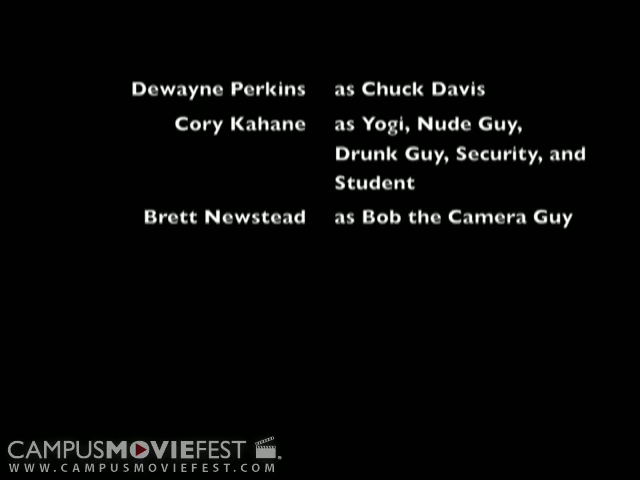 Dewayne Perkins as Chuck Davis
Cory Kahane as Yogi, Nude Guy,
Drunk Guy, Security, and
Student
Brett Newstead as Bob the Camera Guy
CAMPUSMOVIEFEST
WWW.CAMPUSMOVIEFEST.COM